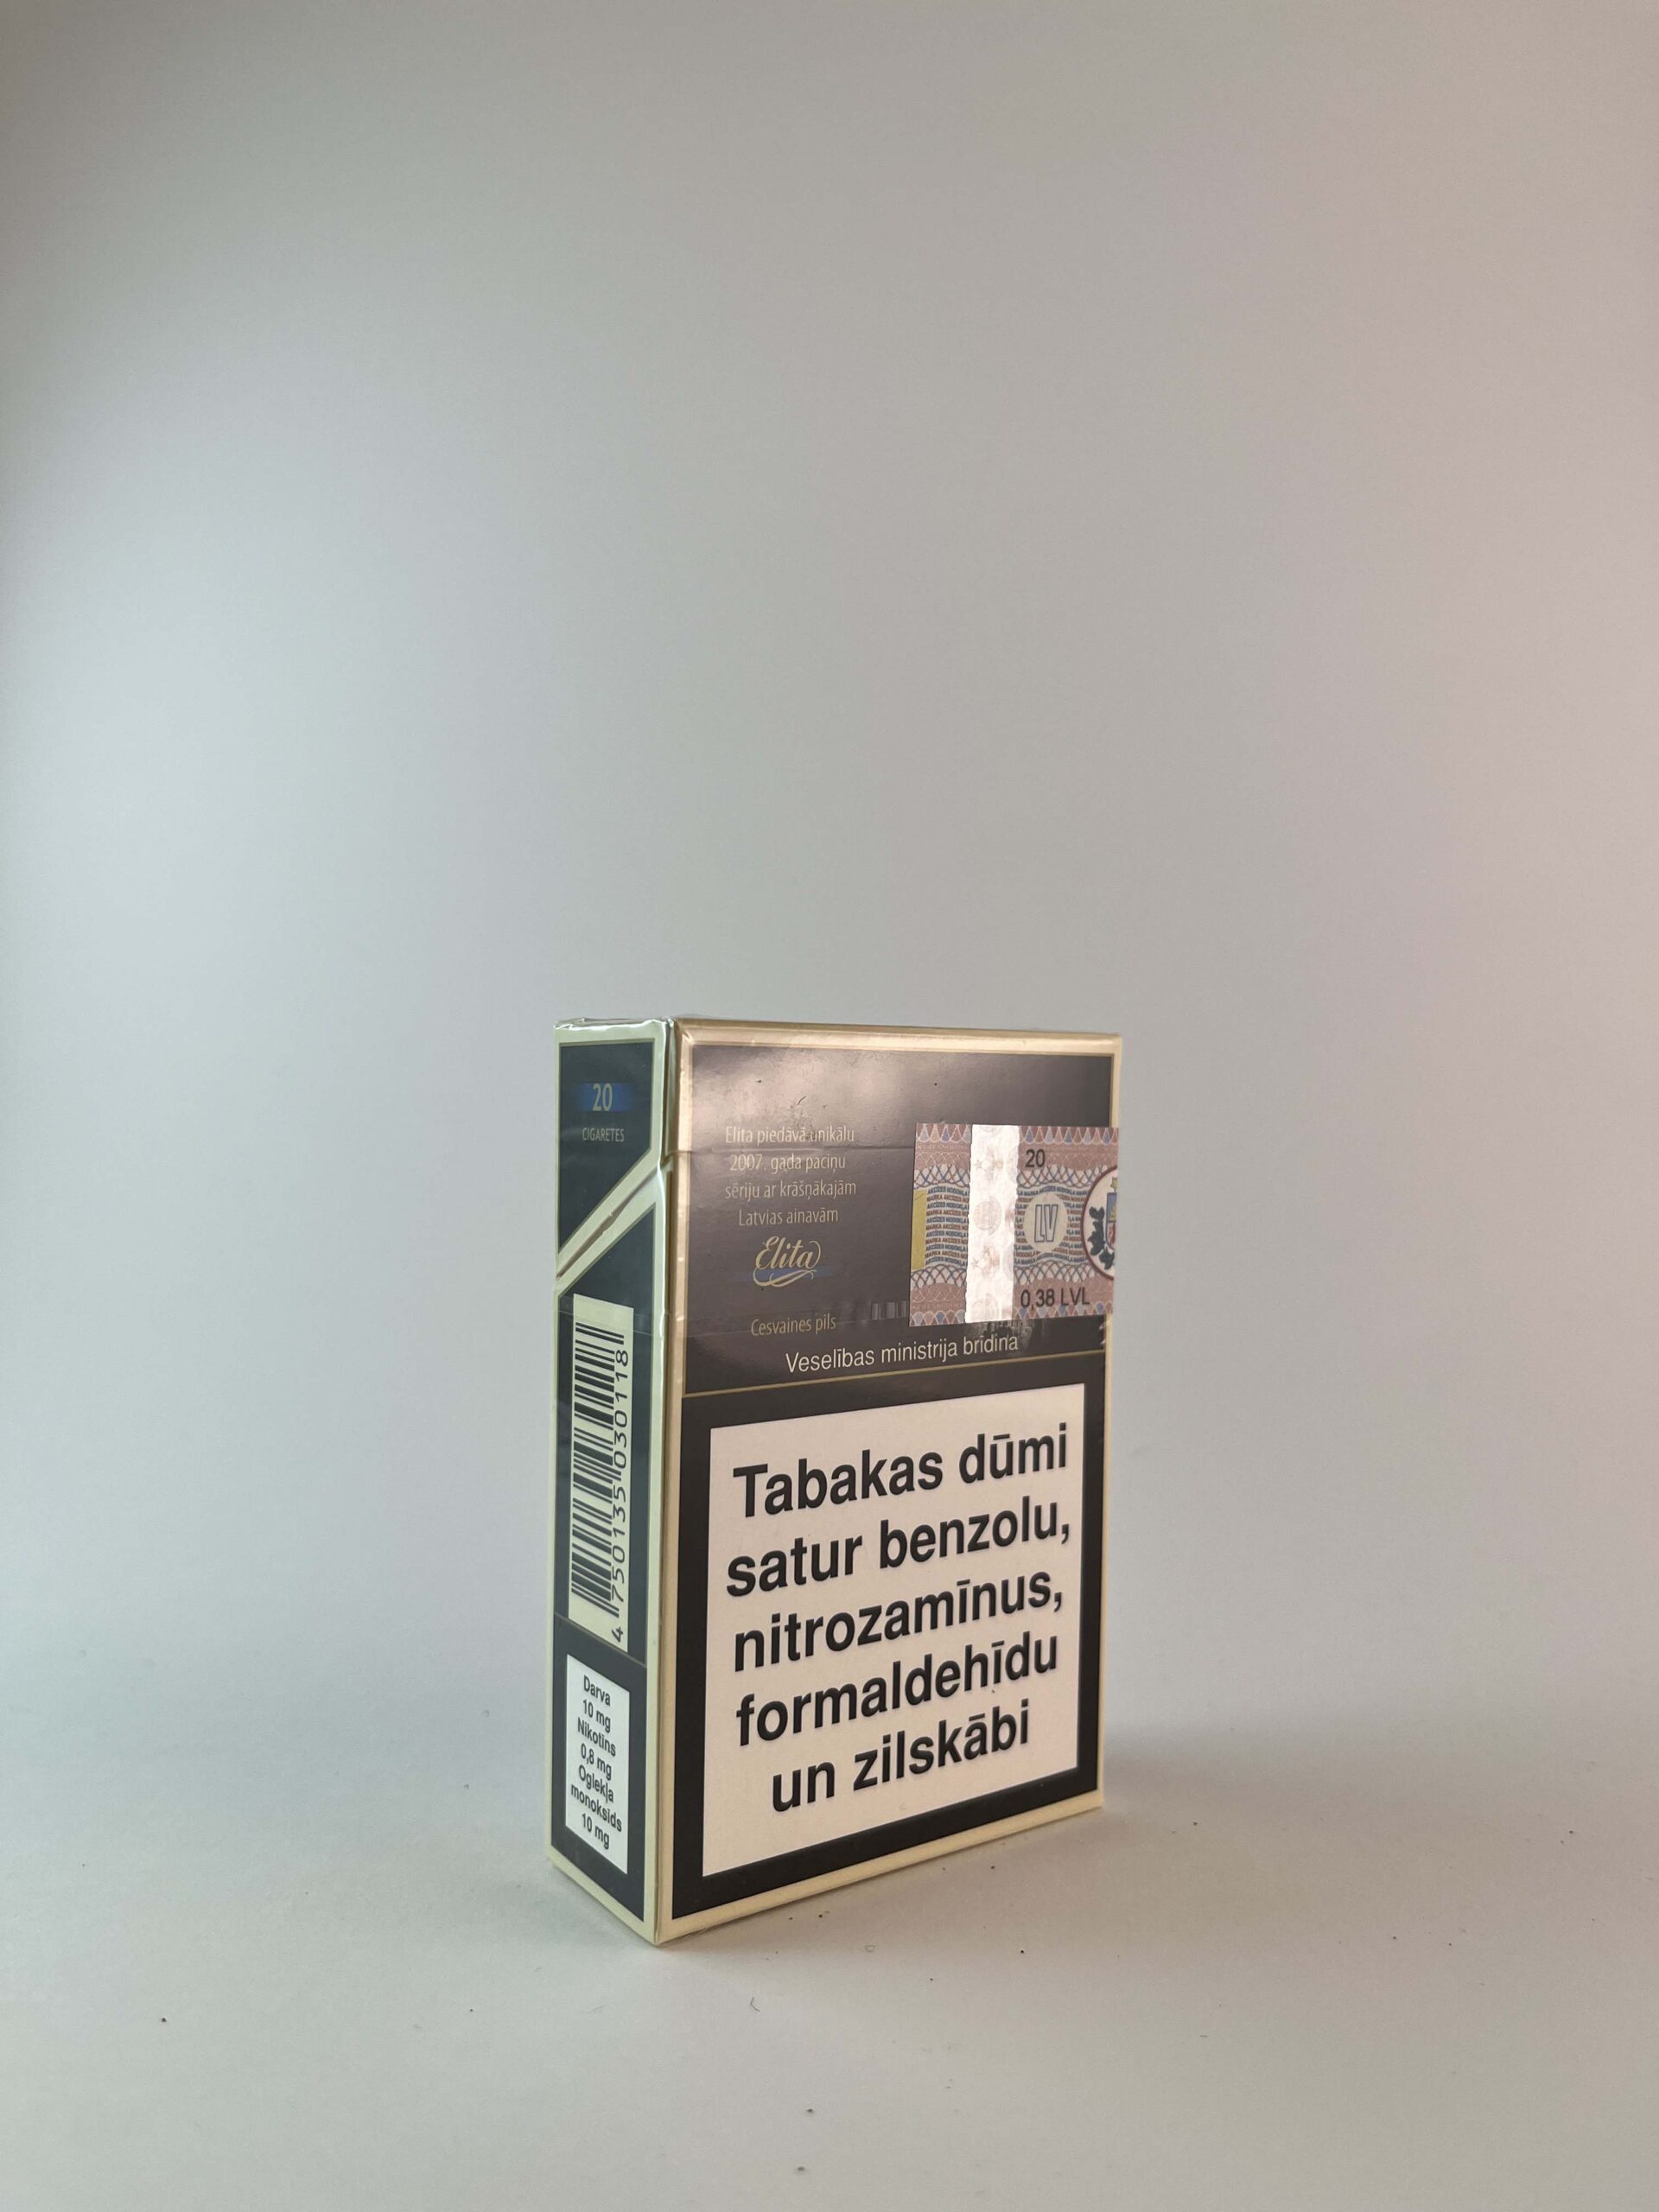 20
CIGARETES
4 750135 030118
Darva
10 mg
Nikotīns
0,8 mg
Oglekļa
monoksīds
10 mg
Elita piedāvā unikālu
2007. gada paciņu
sēriju ar krāšņākajām
Latvias ainavām
Elita
Cesvaines pils
20
LV
0,38 LVL
Veselības ministrija brīdina
Tabakas dūmi
satur benzolu,
nitrozamīnus,
formaldehīdu
un zilskābi